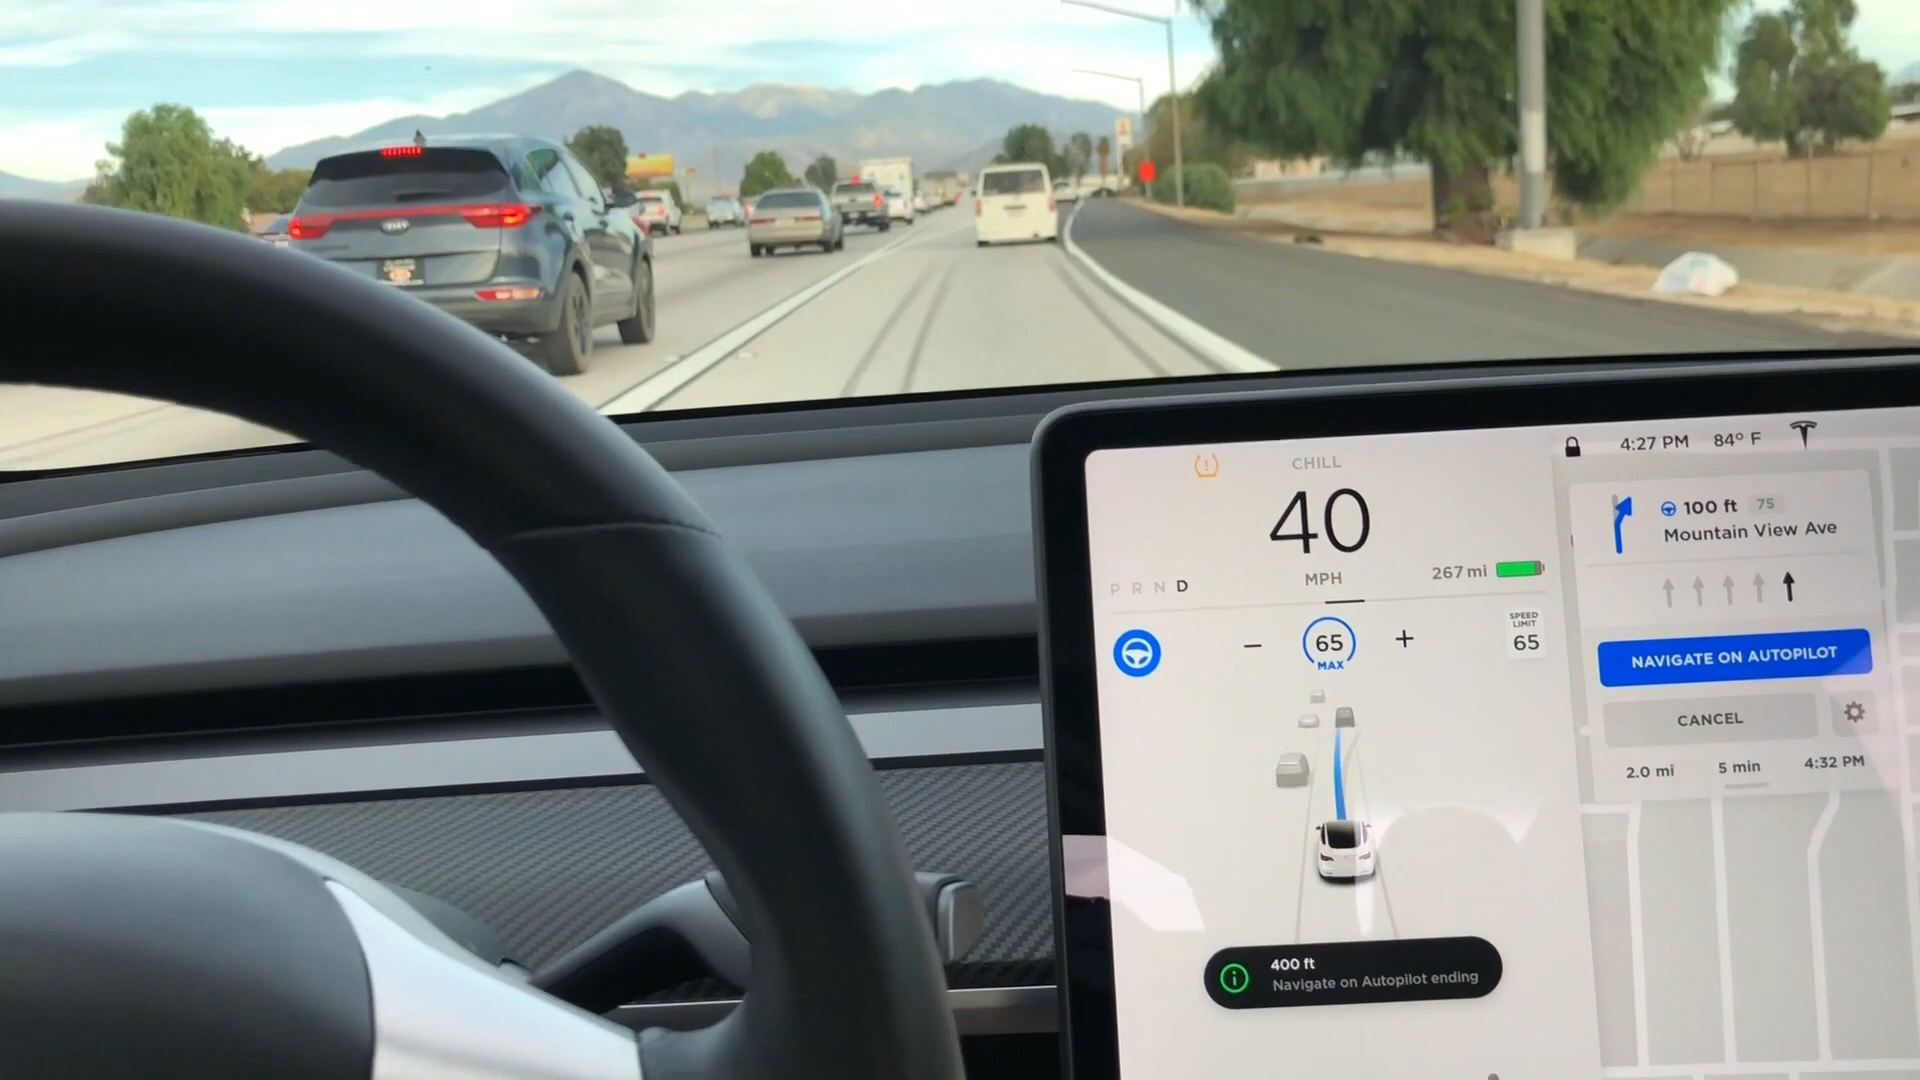 KIA
CHILL
40
MPH
P R N D
267 mi
65
MAX
SPEED
LIMIT
65
400 ft
Navigate on Autopilot ending
4:27 PM 84° F
100 ft 75
Mountain View Ave
NAVIGATE ON AUTOPILOT
CANCEL
2.0 mi 5 min 4:32 PM